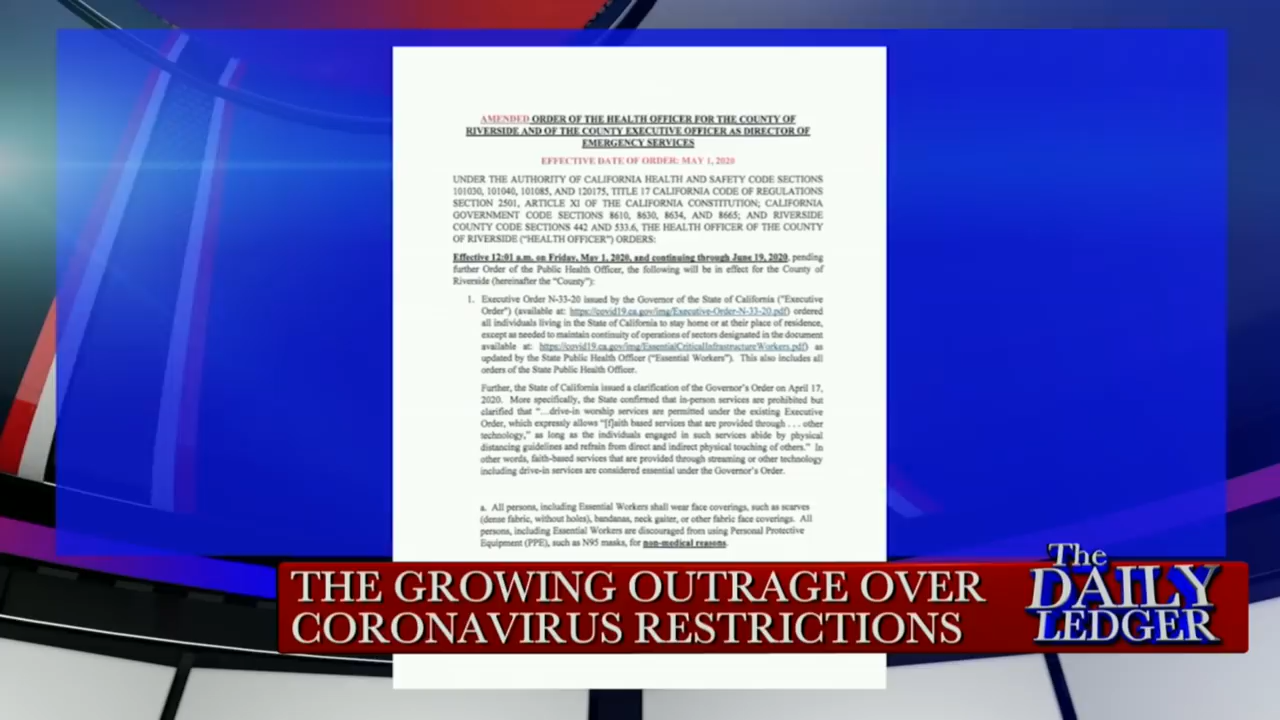 AMENDED ORDER OF THE HEALTH OFFICER FOR THE COUNTY OF
RIVERSIDE AND OF THE COUNTY EXECUTIVE OFFICER AS DIRECTOR OF
EMERGENCY SERVICES
EFFECTIVE DATE OF ORDER: MAY 1, 2020
UNDER THE AUTHORITY OF CALIFORNIA HEALTH AND SAFETY CODE SECTIONS
101030, 101040, 101085, AND 120175, TITLE 17 CALIFORNIA CODE OF REGULATIONS
SECTION 2501, ARTICLE XI OF THE CALIFORNIA CONSTITUTION; CALIFORNIA
GOVERNMENT CODE SECTIONS 8610, 8630, 8634, AND 8665; AND RIVERSIDE
COUNTY CODE SECTIONS 442 AND 533.6, THE HEALTH OFFICER OF THE COUNTY
OF RIVERSIDE ("HEALTH OFFICER") ORDERS:
Effective 12:01 a.m. on Friday, May 1, 2020, and continuing through June 19, 2020, pending
further Order of the Public Health Officer, the following will be in effect for the County of
Riverside (hereinafter the "County"):
1. Executive Order N-33-20 issued by the Governor of the State of California ("Executive
Order") (available at: https://covid19.ca.gov/img/Executive-Order-N-33-20.pdf) ordered
all individuals living in the State of California to stay home or at their place of residence,
except as needed to maintain continuity of operations of sectors designated in the document
available at: https://covid19.ca.gov/img/EssentialCriticalInfrastructureWorkers.pdf) as
updated by the State Public Health Officer ("Essential Workers"). This also includes all
orders of the State Public Health Officer.
Further, the State of California issued a clarification of the Governor's Order on April 17,
2020. More specifically, the State confirmed that in-person services are prohibited but
clarified that "…drive-in worship services are permitted under the existing Executive
Order, which expressly allows "[f]aith based services that are provided through . . . other
technology," as long as the individuals engaged in such services abide by physical
distancing guidelines and refrain from direct and indirect physical touching of others." In
other words, faith-based services that are provided through streaming or other technology
including drive-in services are considered essential under the Governor's Order.
a. All persons, including Essential Workers shall wear face coverings, such as scarves
(dense fabric, without holes), bandanas, neck gaiter, or other fabric face coverings. All
persons, including Essential Workers are discouraged from using Personal Protective
Equipment (PPE), such as N95 masks, for non-medical reasons.
THE GROWING OUTRAGE OVER
CORONAVIRUS RESTRICTIONS
The
DAILY
LEDGER